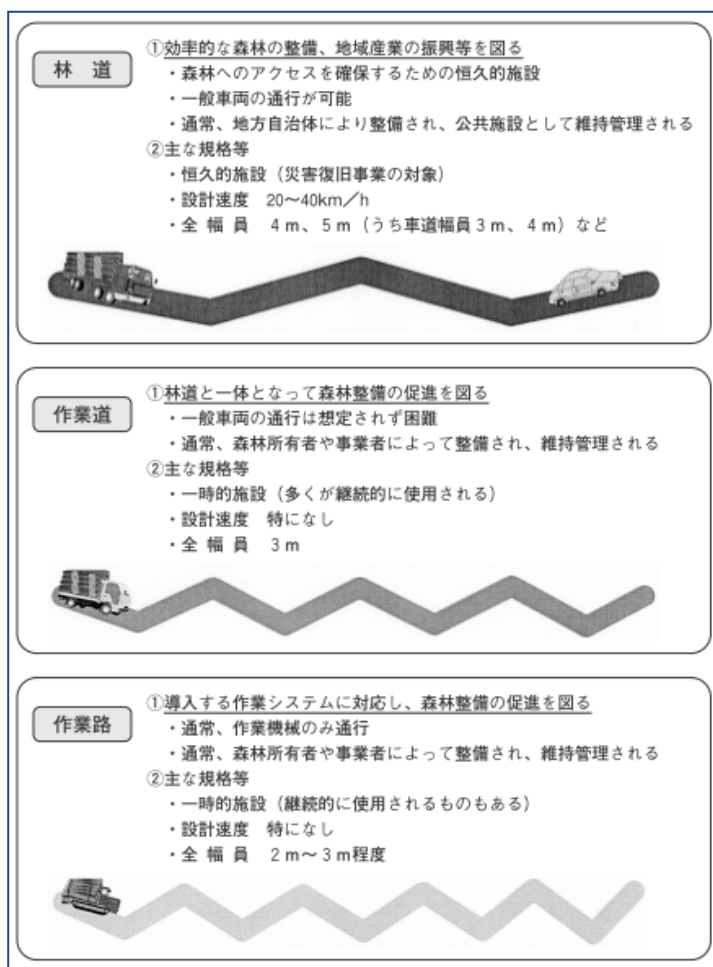 林 道
①効率的な森林の整備、地域産業の振興等を図る
・森林へのアクセスを確保するための恒久的施設
・一般車両の通行が可能
・通常、地方自治体により整備され、公共施設として維持管理される
②主な規格等
・恒久的施設(災害復旧事業の対象)
・設計速度 20〜40km/h
・全 幅 員 4m、5m(うち車道幅員3m、4m)など
作業道
①林道と一体となって森林整備の促進を図る
・一般車両の通行は想定されず困難
・通常、森林所有者や事業者によって整備され、維持管理される
②主な規格等
・一時的施設(多くが継続的に使用される)
・設計速度 特になし
・全 幅 員 3m
作業路
①導入する作業システムに対応し、森林整備の促進を図る
・通常、作業機械のみ通行
・通常、森林所有者や事業者によって整備され、維持管理される
②主な規格等
・一時的施設(継続的に使用されるものもある)
・設計速度 特になし
・全 幅 員 2m〜3m程度